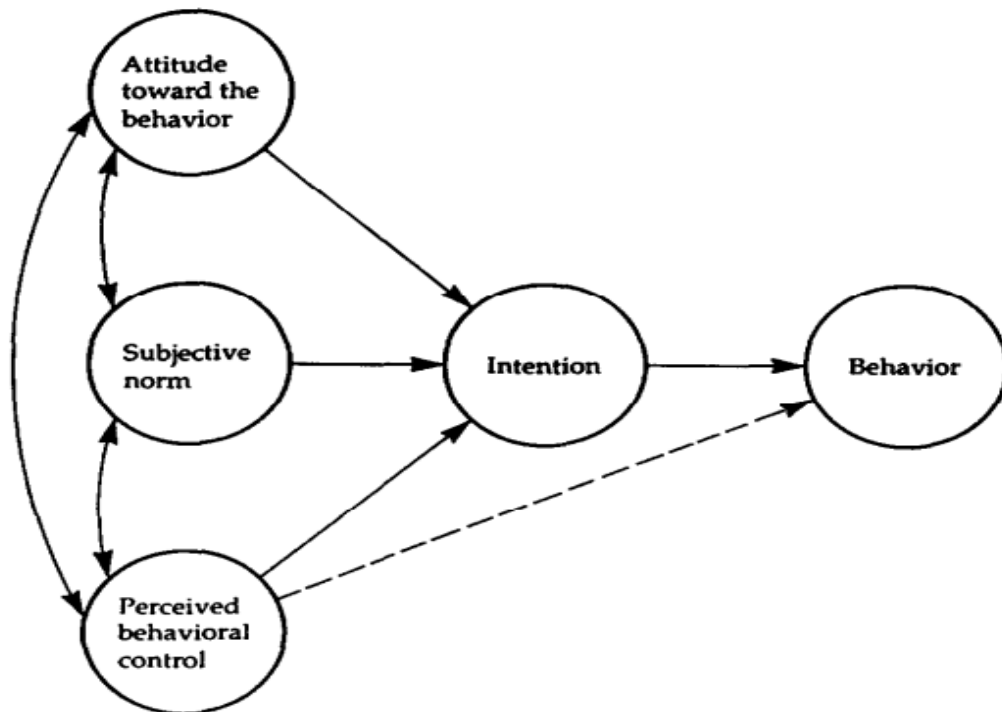 Attitude
toward the
behavior
Subjective
norm
Intention
Behavior
Perceived
behavioral
control